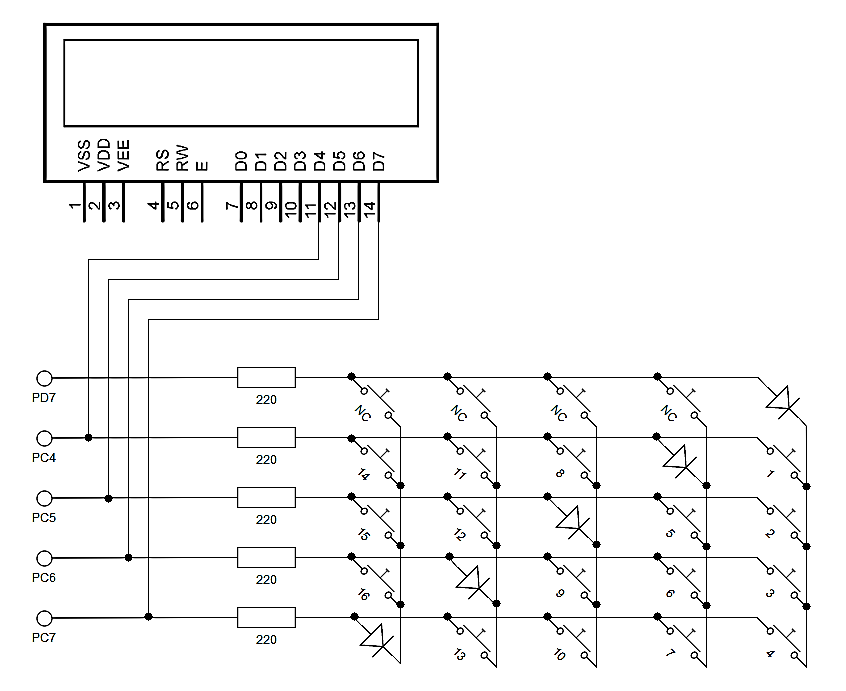 VSS VDD VEE RS RW E D0 D1 D2 D3 D4 D5 D6 D7
1 2 3 4 5 6 7 8 9 10 11 12 13 14
PD7 220 NC NC NC NC
PC4 220 14 11 8 1
PC5 220 15 12 5 2
PC6 220 16 9 6 3
PC7 220 13 10 7 4